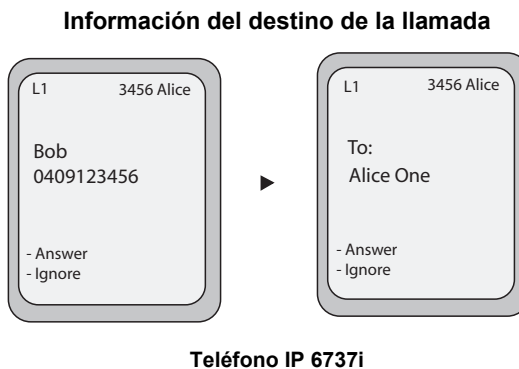 Información del destino de la llamada
L1 3456 Alice
Bob
0409123456
- Answer
- Ignore
L1 3456 Alice
To:
Alice One
- Answer
- Ignore
Teléfono IP 6737i